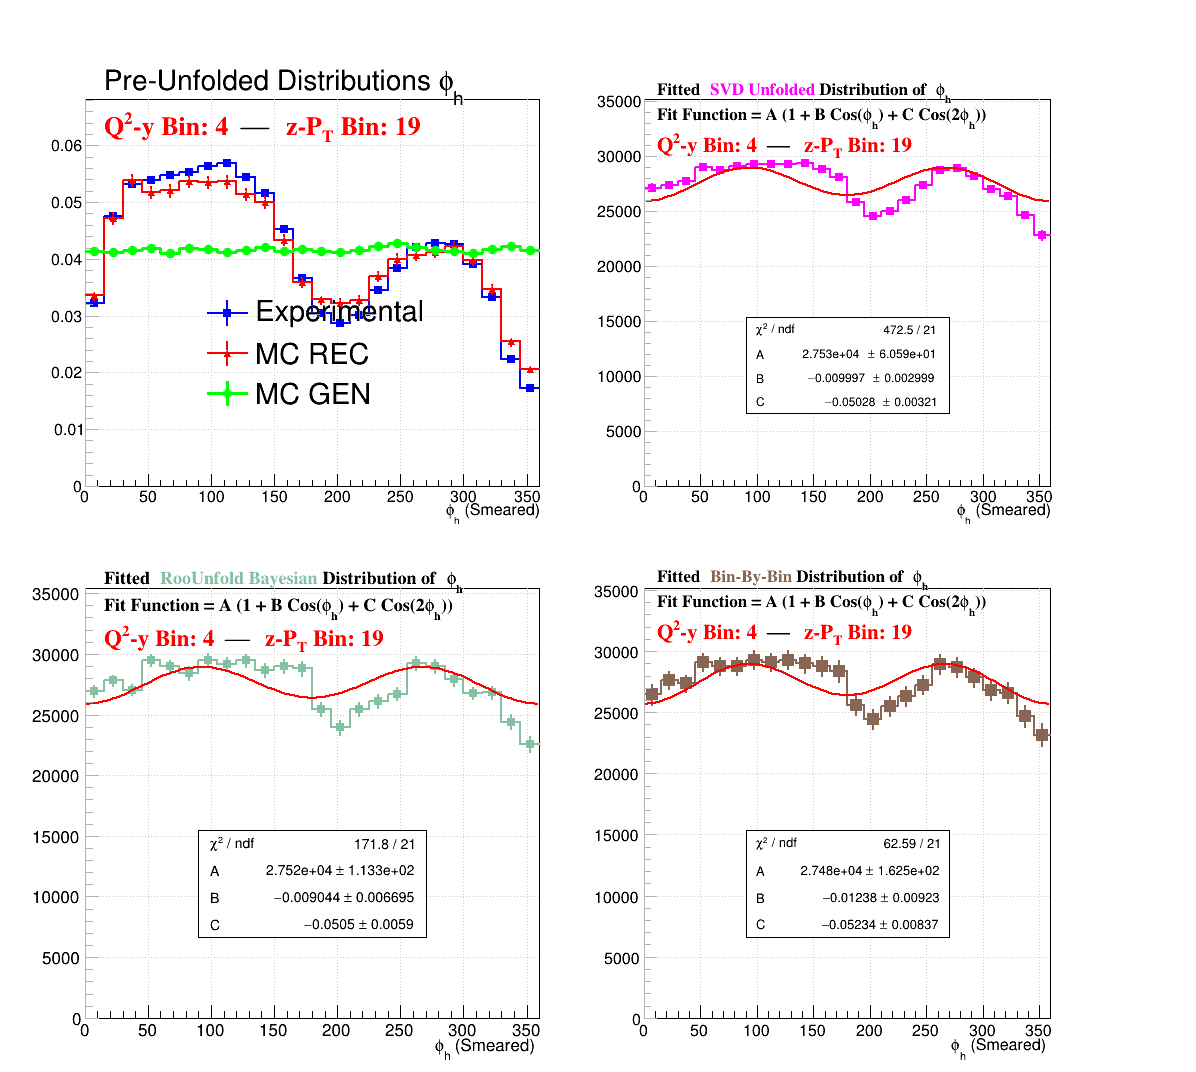 Pre-Unfolded Distributions ϕh
Q²-y Bin: 4 — z-PT Bin: 19
0.06
0.05
0.04
0.03
0.02
0.01
0
Experimental
MC REC
MC GEN
0 50 100 150 200 250 300 350
ϕh (Smeared)
Fitted SVD Unfolded Distribution of ϕh
Fit Function = A (1 + B Cos(ϕh) + C Cos(2ϕh))
Q²-y Bin: 4 — z-PT Bin: 19
35000
30000
25000
20000
15000
10000
5000
0
χ² / ndf 472.5 / 21
A 2.753e+04 ± 6.059e+01
B −0.009997 ± 0.002999
C −0.05028 ± 0.00321
0 50 100 150 200 250 300 350
ϕh (Smeared)
Fitted RooUnfold Bayesian Distribution of ϕh
Fit Function = A (1 + B Cos(ϕh) + C Cos(2ϕh))
Q²-y Bin: 4 — z-PT Bin: 19
35000
30000
25000
20000
15000
10000
5000
0
χ² / ndf 171.8 / 21
A 2.752e+04 ± 1.133e+02
B −0.009044 ± 0.006695
C −0.0505 ± 0.0059
0 50 100 150 200 250 300 350
ϕh (Smeared)
Fitted Bin-By-Bin Distribution of ϕh
Fit Function = A (1 + B Cos(ϕh) + C Cos(2ϕh))
Q²-y Bin: 4 — z-PT Bin: 19
35000
30000
25000
20000
15000
10000
5000
0
χ² / ndf 62.59 / 21
A 2.748e+04 ± 1.625e+02
B −0.01238 ± 0.00923
C −0.05234 ± 0.00837
0 50 100 150 200 250 300 350
ϕh (Smeared)